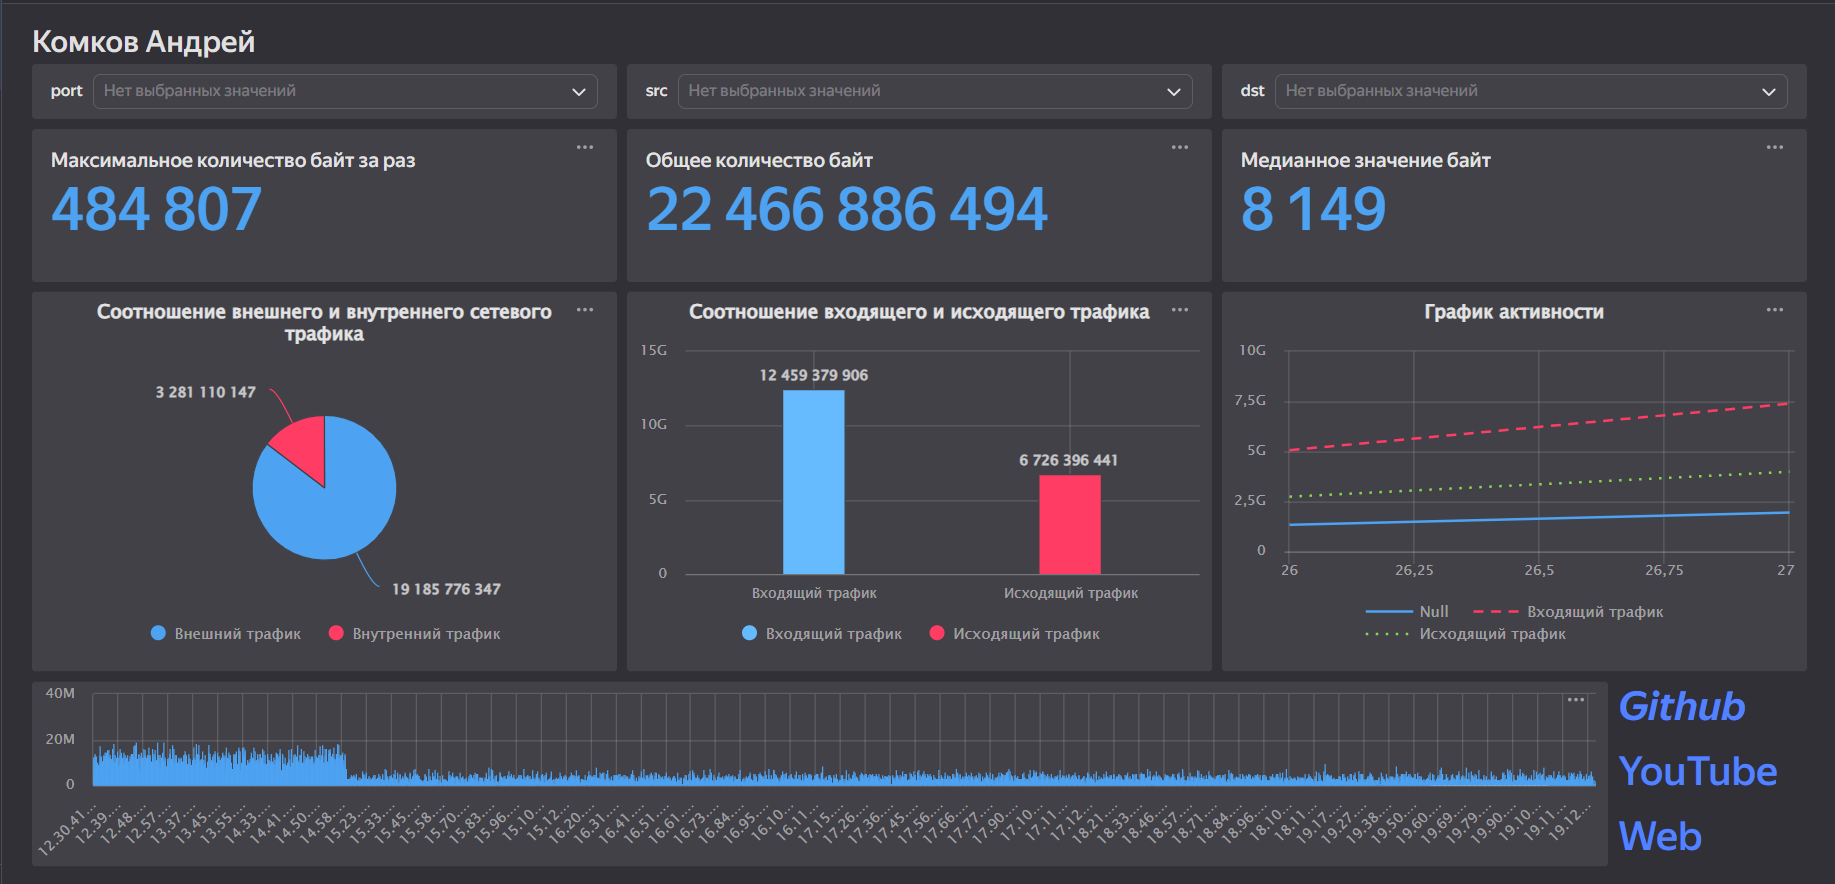 Комков Андрей
port Нет выбранных значений
src Нет выбранных значений
dst Нет выбранных значений
Максимальное количество байт за раз
484 807
Общее количество байт
22 466 886 494
Медианное значение байт
8 149
Соотношение внешнего и внутреннего сетевого
трафика
3 281 110 147
19 185 776 347
Внешний трафик Внутренний трафик
Соотношение входящего и исходящего трафика
15G
12 459 379 906
10G
6 726 396 441
5G
0
Входящий трафик Исходящий трафик
Входящий трафик Исходящий трафик
График активности
10G
7,5G
5G
2,5G
0
26 26,25 26,5 26,75 27
Null Входящий трафик
Исходящий трафик
40M
20M
0
12.30.41... 12.39... 12.48... 12.57... 13.37... 13.45... 13.55... 14.33... 14.41... 14.50... 14.58... 15.23... 15.33... 15.45... 15.58... 15.70... 15.83... 15.96... 15.10... 15.12... 16.20... 16.31... 16.41... 16.51... 16.61... 16.73... 16.84... 16.95... 16.10... 16.11... 17.15... 17.26... 17.36... 17.45... 17.56... 17.66... 17.77... 17.90... 17.10... 17.11... 17.12... 18.21... 18.33... 18.46... 18.57... 18.71... 18.84... 18.96... 18.10... 18.11... 19.17... 19.27... 19.38... 19.50... 19.60... 19.69... 19.79... 19.90... 19.10... 19.11... 19.12...
Github
YouTube
Web